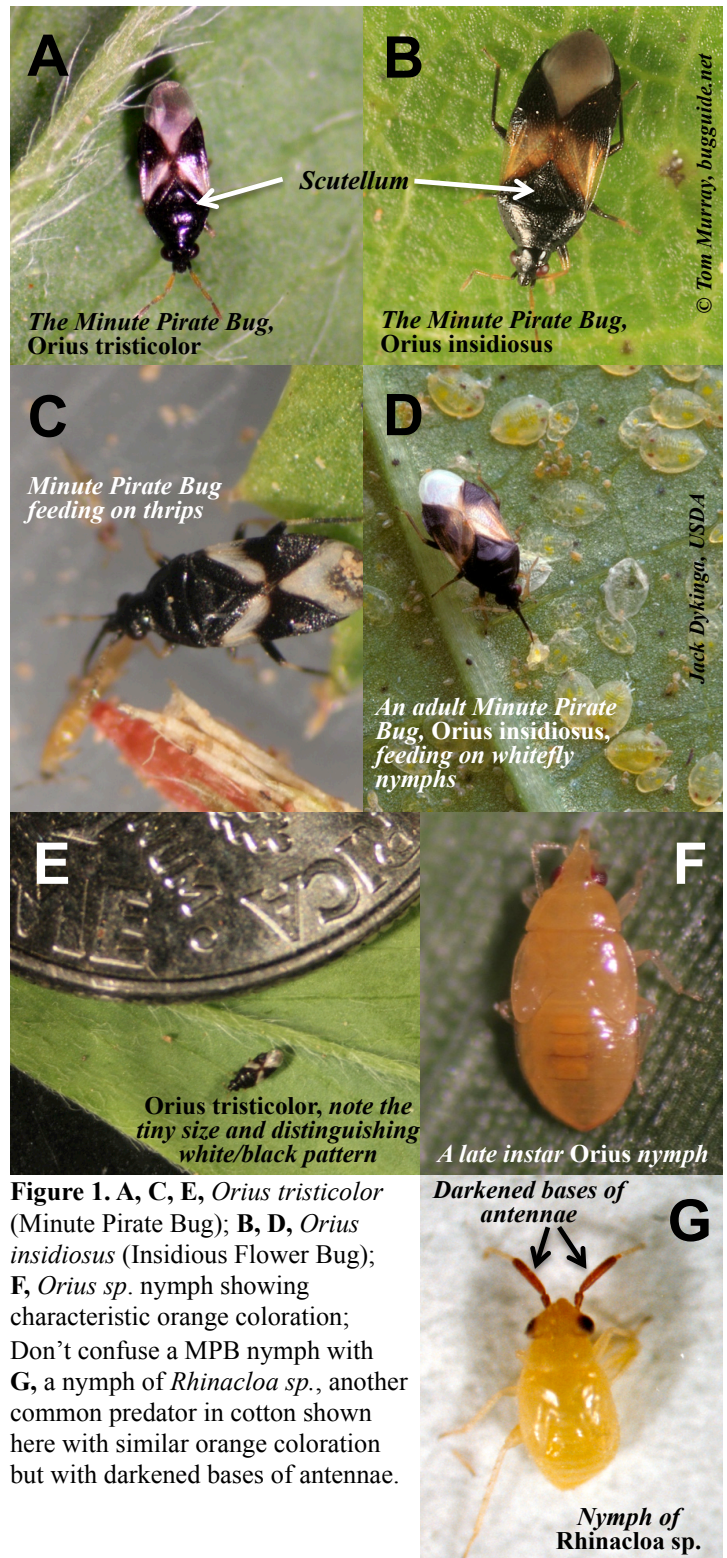 A
B
© Tom Murray, bugguide.net
Scutellum
The Minute Pirate Bug,
Orius tristicolor
The Minute Pirate Bug,
Orius insidiosus
C
Minute Pirate Bug
feeding on thrips
D
Jack Dykinga, USDA
An adult Minute Pirate
Bug, Orius insidiosus,
feeding on whitefly
nymphs
E
RICA
Orius tristicolor, note the
tiny size and distinguishing
white/black pattern
F
A late instar Orius nymph
Figure 1. A, C, E, Orius tristicolor
(Minute Pirate Bug); B, D, Orius
insidiosus (Insidious Flower Bug);
F, Orius sp. nymph showing
characteristic orange coloration;
Don’t confuse a MPB nymph with
G, a nymph of Rhinacloa sp., another
common predator in cotton shown
here with similar orange coloration
but with darkened bases of antennae.
Darkened bases of
antennae
G
Nymph of
Rhinacloa sp.